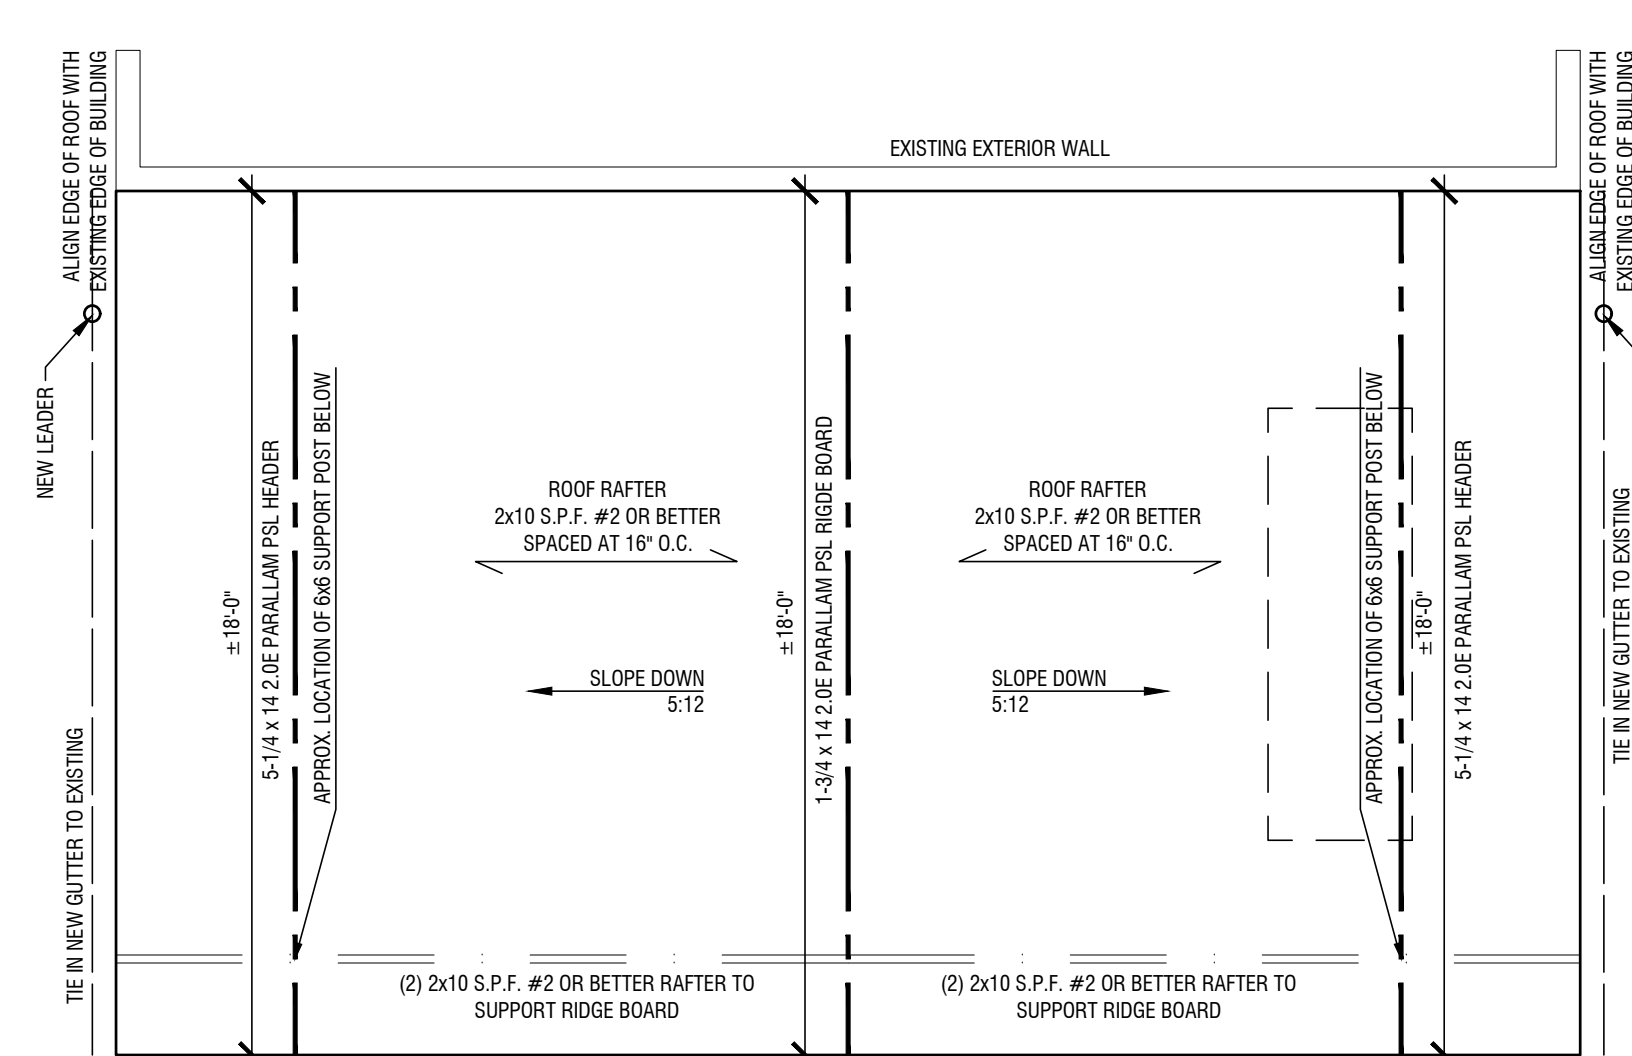 ALIGN EDGE OF ROOF WITH
EXISTING EDGE OF BUILDING
EXISTING EXTERIOR WALL
ALIGN EDGE OF ROOF WITH
EXISTING EDGE OF BUILDING
NEW LEADER
TIE IN NEW GUTTER TO EXISTING
±18'-0"
5-1/4 x 14 2.0E PARALLAM PSL HEADER
APPROX. LOCATION OF 6x6 SUPPORT POST BELOW
ROOF RAFTER
2x10 S.P.F. #2 OR BETTER
SPACED AT 16" O.C.
SLOPE DOWN
5:12
±18'-0"
1-3/4 x 14 2.0E PARALLAM PSL RIGDE BOARD
ROOF RAFTER
2x10 S.P.F. #2 OR BETTER
SPACED AT 16" O.C.
SLOPE DOWN
5:12
APPROX. LOCATION OF 6x6 SUPPORT POST BELOW
±18'-0"
5-1/4 x 14 2.0E PARALLAM PSL HEADER
TIE IN NEW GUTTER TO EXISTING
(2) 2x10 S.P.F. #2 OR BETTER RAFTER TO
SUPPORT RIDGE BOARD
(2) 2x10 S.P.F. #2 OR BETTER RAFTER TO
SUPPORT RIDGE BOARD